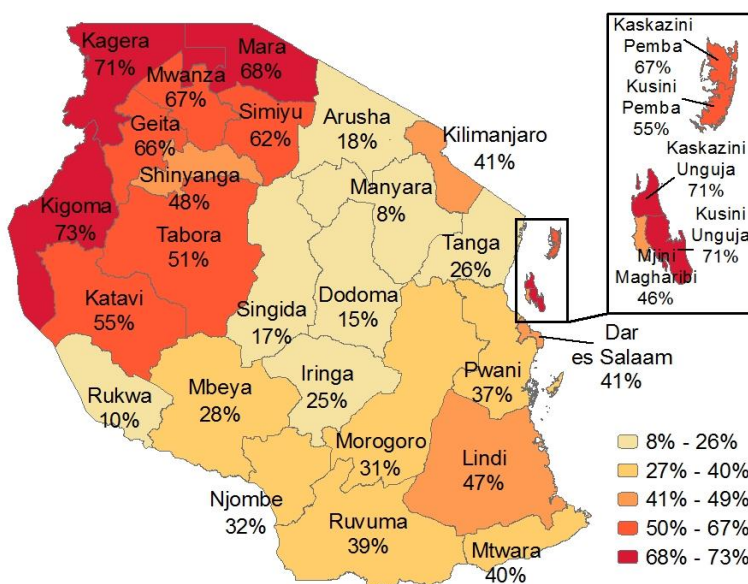 Kagera
71%
Mara
68%
Mwanza
67%
Simiyu
62%
Geita
66%
Shinyanga
48%
Kigoma
73%
Tabora
51%
Katavi
55%
Arusha
18%
Kilimanjaro
41%
Manyara
8%
Tanga
26%
Singida
17%
Dodoma
15%
Rukwa
10%
Mbeya
28%
Iringa
25%
Morogoro
31%
Pwani
37%
Dar
es Salaam
41%
Lindi
47%
Njombe
32%
Ruvuma
39%
Mtwara
40%
Kaskazini
Pemba
67%
Kusini
Pemba
55%
Kaskazini
Unguja
71%
Kusini
Unguja
71%
Mjini
Magharibi
46%
8% - 26%
27% - 40%
41% - 49%
50% - 67%
68% - 73%